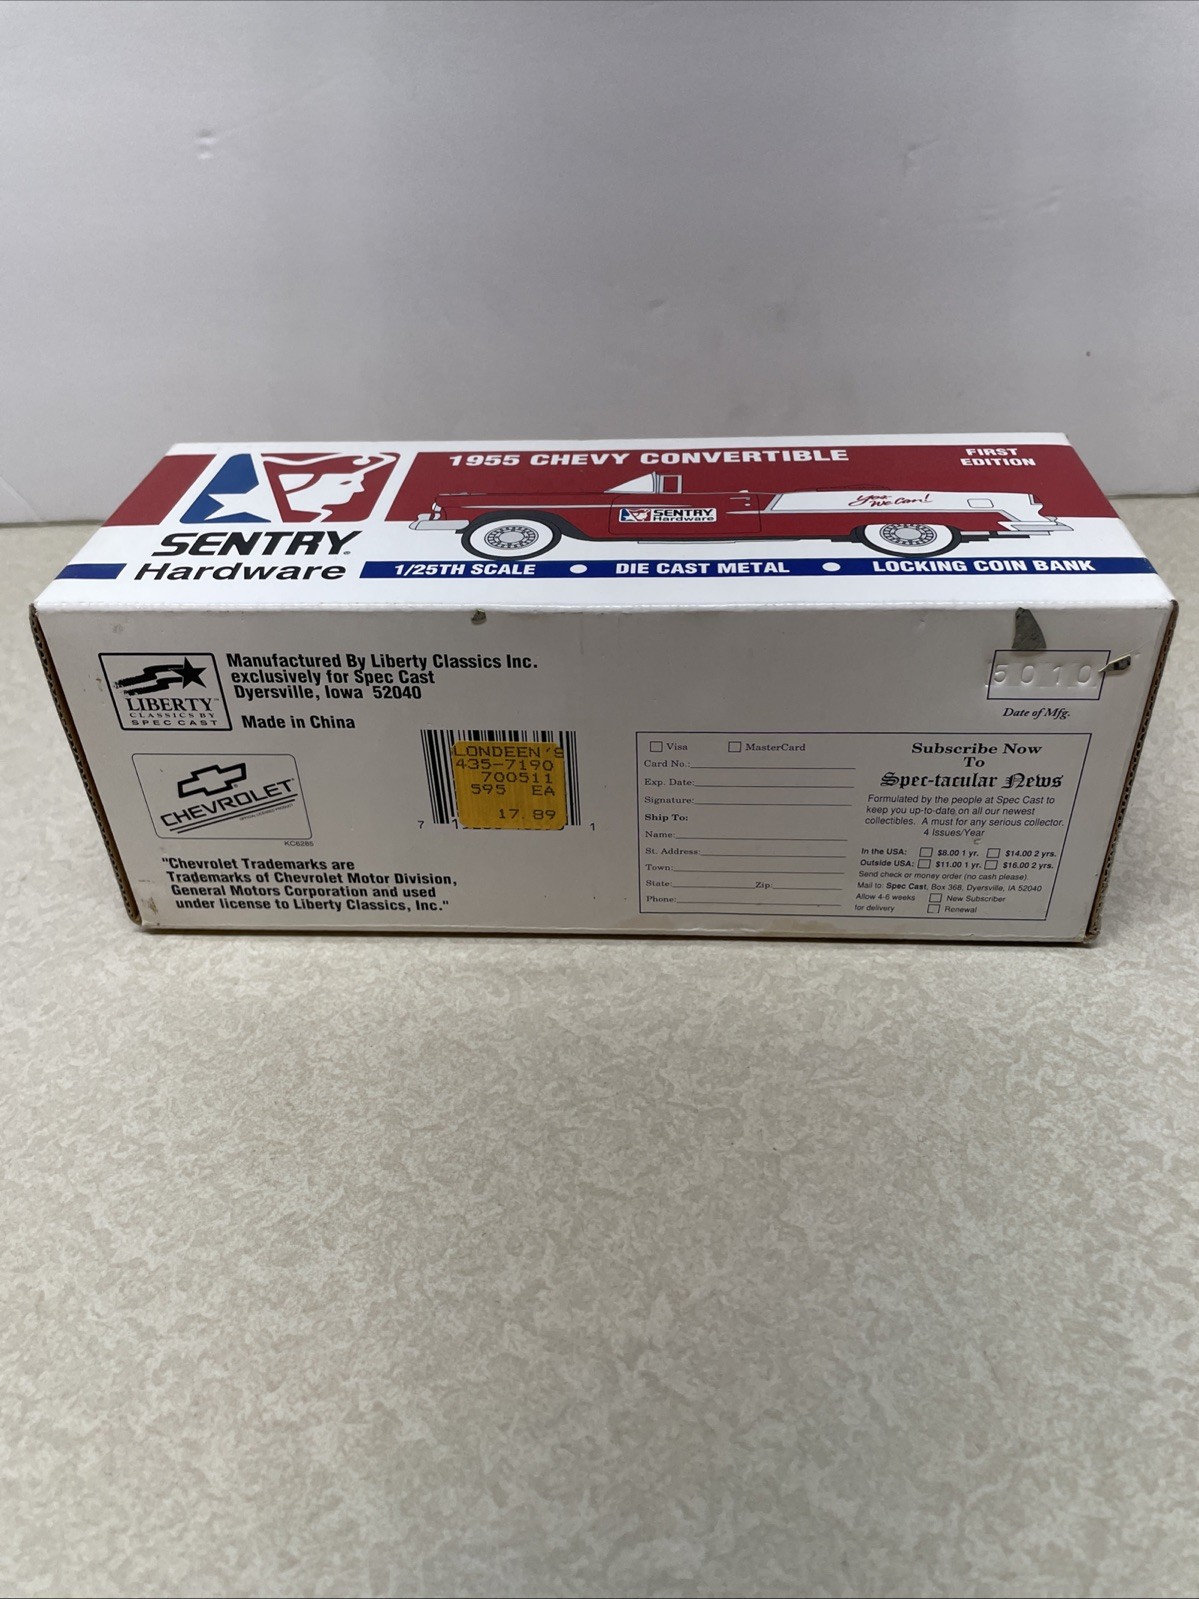 1955 CHEVY CONVERTIBLE
FIRST
EDITION
Yes
We Can!
SENTRY
Hardware
SENTRY®
Hardware
1/25TH SCALE ● DIE CAST METAL ● LOCKING COIN BANK
LIBERTY™
CLASSICS BY
SPEC CAST
Manufactured By Liberty Classics Inc.
exclusively for Spec Cast
Dyersville, Iowa 52040
Made in China
CHEVROLET
KC6285
"Chevrolet Trademarks are
Trademarks of Chevrolet Motor Division,
General Motors Corporation and used
under license to Liberty Classics, Inc."
LONDEEN'S
435-7190
700511
595 EA
17.89
7
1
5010
Date of Mfg.
Visa MasterCard
Card No.:
Exp. Date:
Signature:
Ship To:
Name:
St. Address:
Town:
State: Zip:
Phone:
Subscribe Now
To
Spec-tacular News
Formulated by the people at Spec Cast to
keep you up-to-date on all our newest
collectibles. A must for any serious collector.
4 Issues/Year
In the USA: $8.00 1 yr. $14.00 2 yrs.
Outside USA: $11.00 1 yr. $16.00 2 yrs.
Send check or money order (no cash please)
Mail to: Spec Cast, Box 368, Dyersville, IA 52040
Allow 4-6 weeks
for delivery
New Subscriber
Renewal